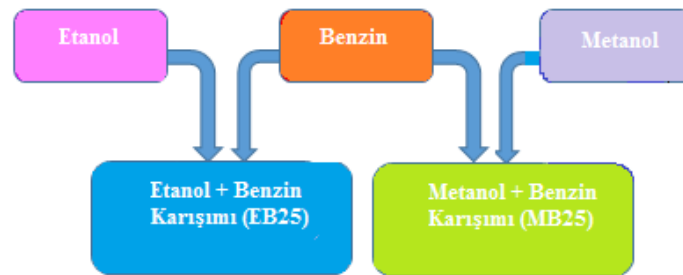 Etanol
Benzin
Metanol
Etanol + Benzin
Karışımı (EB25)
Metanol + Benzin
Karışımı (MB25)